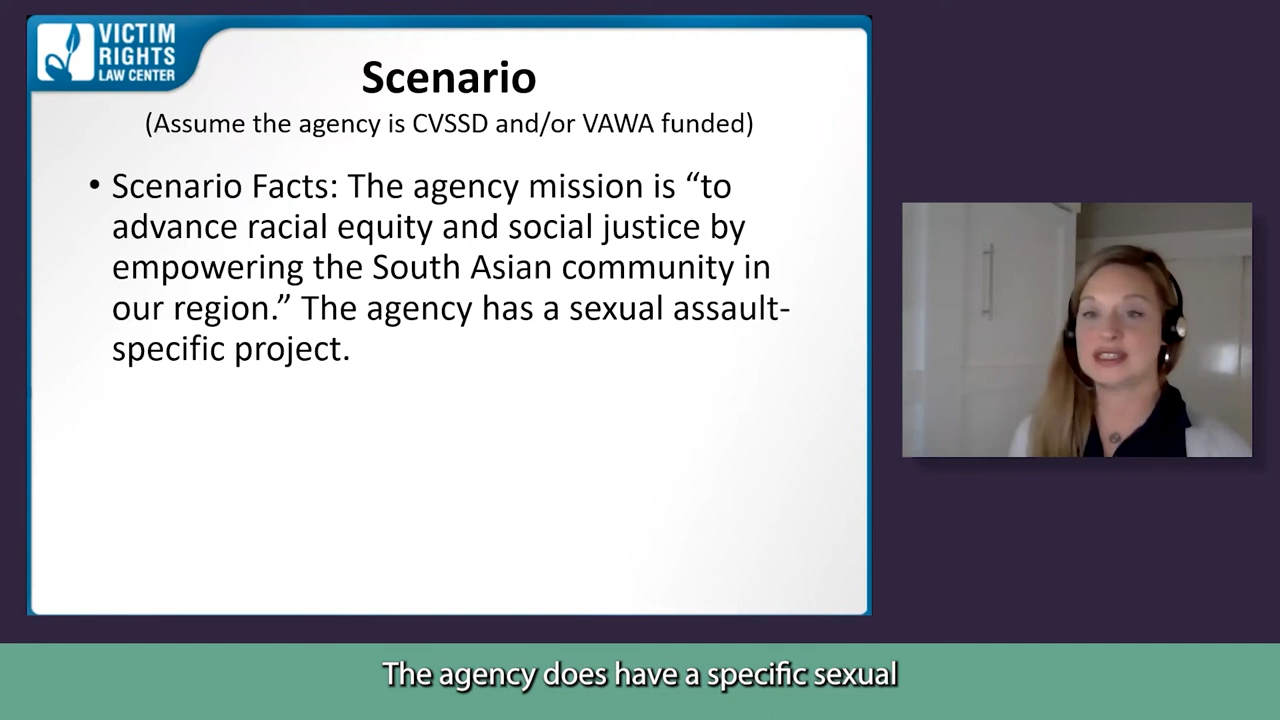 VICTIM
RIGHTS
LAW CENTER
Scenario
(Assume the agency is CVSSD and/or VAWA funded)
• Scenario Facts: The agency mission is “to
advance racial equity and social justice by
empowering the South Asian community in
our region.” The agency has a sexual assault-
specific project.
The agency does have a specific sexual